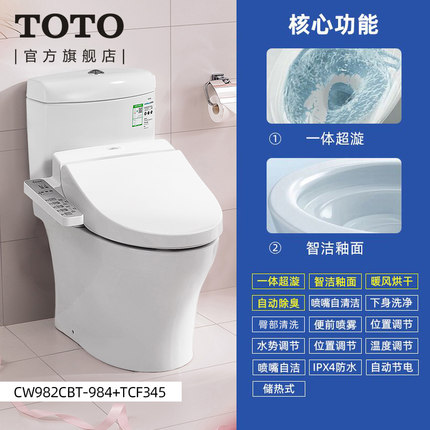 TOTO
官方旗舰店
核心功能
① 一体超漩
② 智洁釉面
一体超漩 智洁釉面 暖风烘干
自动除臭 喷嘴自清洁 下身洗净
臀部清洗 便前喷雾 位置调节
水势调节 位置调节 温度调节
喷嘴自洁 IPX4防水 自动节电
储热式
CW982CBT-984+TCF345